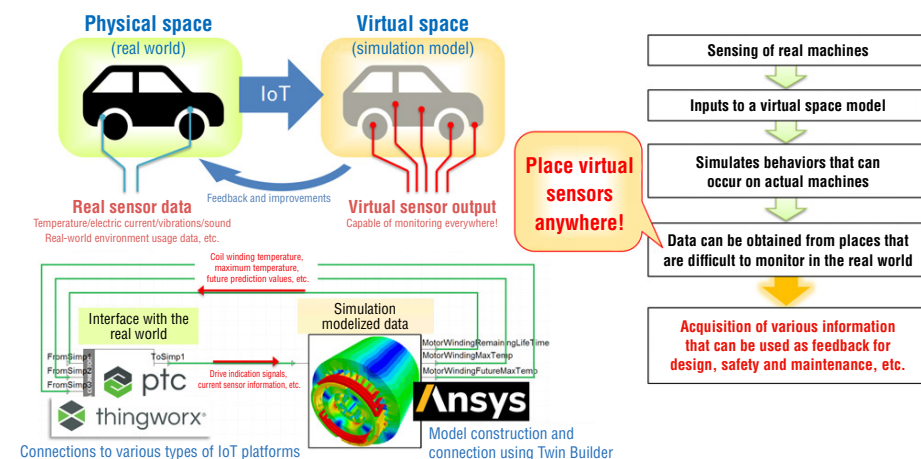 Physical space
(real world)
Virtual space
(simulation model)
IoT
Feedback and improvements
Real sensor data
Temperature/electric current/vibrations/sound
Real-world environment usage data, etc.
Virtual sensor output
Capable of monitoring everywhere!
Place virtual
sensors
anywhere!
Sensing of real machines
Inputs to a virtual space model
Simulates behaviors that can
occur on actual machines
Data can be obtained from places that
are difficult to monitor in the real world
Acquisition of various information
that can be used as feedback for
design, safety and maintenance, etc.
Coil winding temperature,
maximum temperature,
future prediction values, etc.
Interface with the
real world
Simulation
modelized data
FromSimp1
FromSimp2
FromSimp3
ToSimp1
Drive indication signals,
current sensor information, etc.
MotorWindingRemainingLifeTime
MotorWindingMaxTemp
MotorWindingFutureMaxTemp
ptc
thingworx®
Ansys
Connections to various types of IoT platforms
Model construction and
connection using Twin Builder